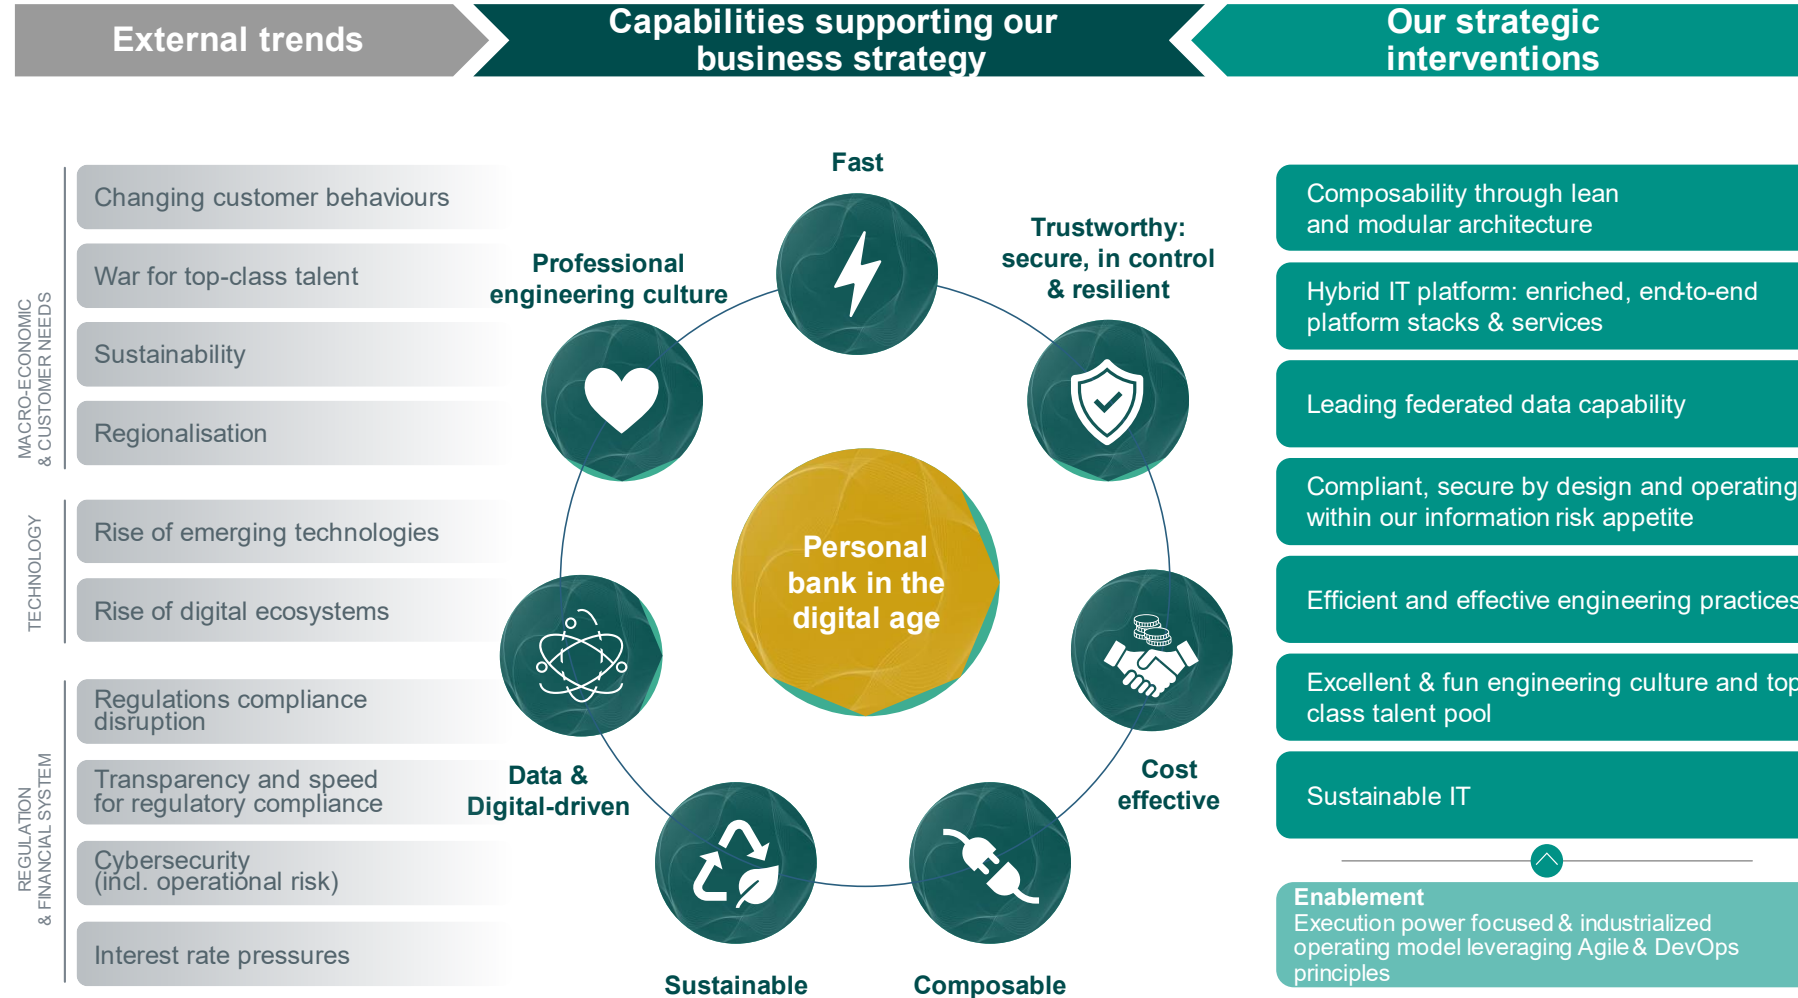 External trends
Capabilities supporting our
business strategy
Our strategic
interventions
MACRO-ECONOMIC
& CUSTOMER NEEDS
Changing customer behaviours
War for top-class talent
Sustainability
Regionalisation
TECHNOLOGY
Rise of emerging technologies
Rise of digital ecosystems
REGULATION
& FINANCIAL SYSTEM
Regulations compliance
disruption
Transparency and speed
for regulatory compliance
Cybersecurity
(incl. operational risk)
Interest rate pressures
Fast
Trustworthy:
secure, in control
& resilient
Professional
engineering culture
Personal
bank in the
digital age
Data &
Digital-driven
Cost
effective
Sustainable
Composable
Composability through lean
and modular architecture
Hybrid IT platform: enriched, end-to-end
platform stacks & services
Leading federated data capability
Compliant, secure by design and operating
within our information risk appetite
Efficient and effective engineering practices
Excellent & fun engineering culture and top
class talent pool
Sustainable IT
Enablement
Execution power focused & industrialized
operating model leveraging Agile & DevOps
principles